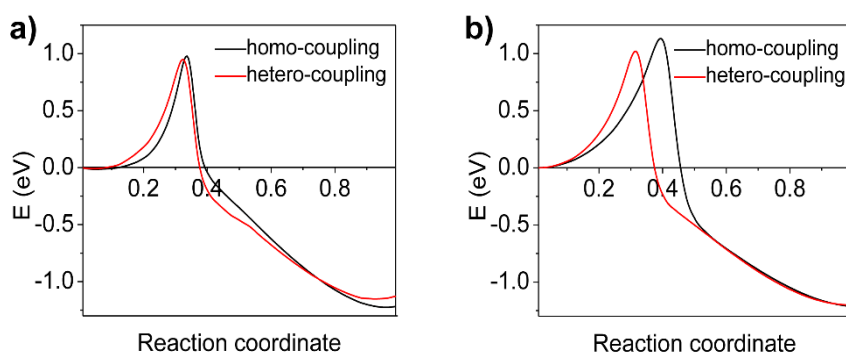 a)
homo-coupling
hetero-coupling
1.0
0.5
0.0
-0.5
-1.0
0.2 0.4 0.6 0.8
E (eV)
Reaction coordinate
b)
homo-coupling
hetero-coupling
1.0
0.5
0.0
-0.5
-1.0
0.2 0.4 0.6 0.8
E (eV)
Reaction coordinate